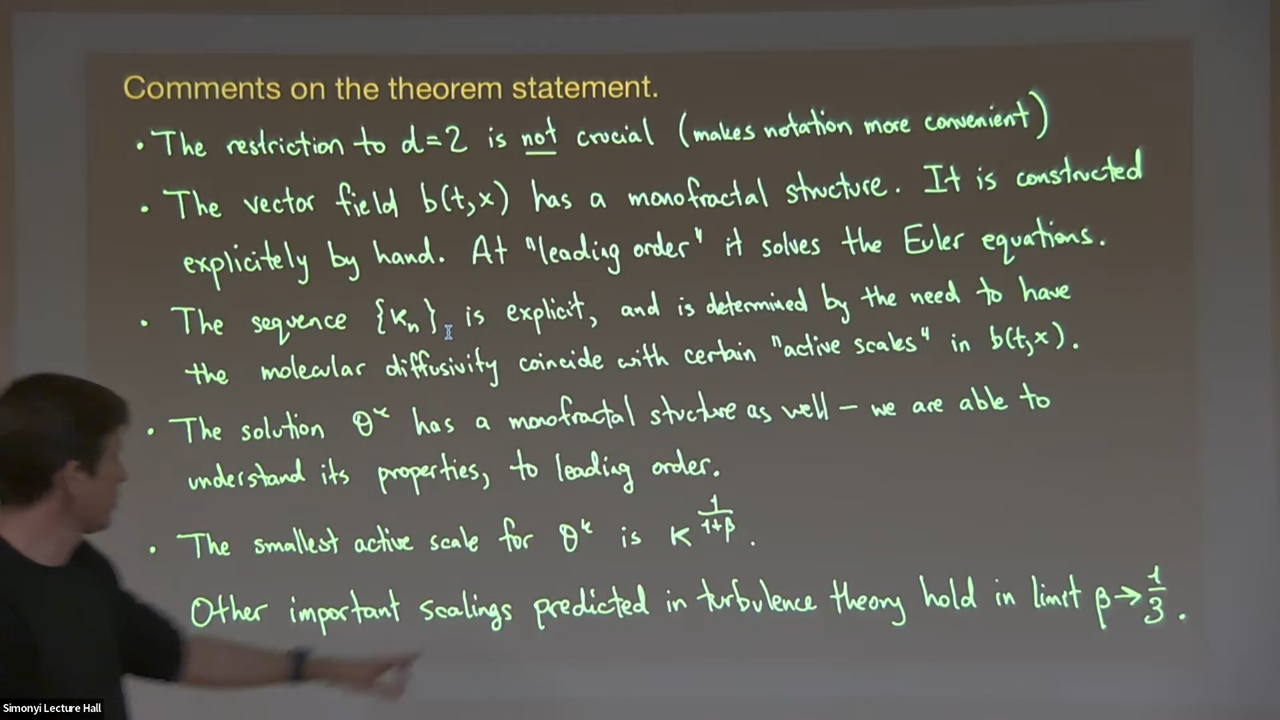 Comments on the theorem statement.
• The restriction to d=2 is not crucial (makes notation more convenient)
• The vector field b(t,x) has a monofractal structure. It is constructed
explicitely by hand. At "leading order" it solves the Euler equations.
• The sequence {κₙ} is explicit, and is determined by the need to have
the molecular diffusivity coincide with certain "active scales" in b(t,x).
• The solution θ^κ has a monofractal stucture as well – we are able to
understand its properties, to leading order.
• The smallest active scale for θ^κ is κ^{1/(1+β)}.
Other important scalings predicted in turbulence theory hold in limit β→1/3.
Simonyi Lecture Hall